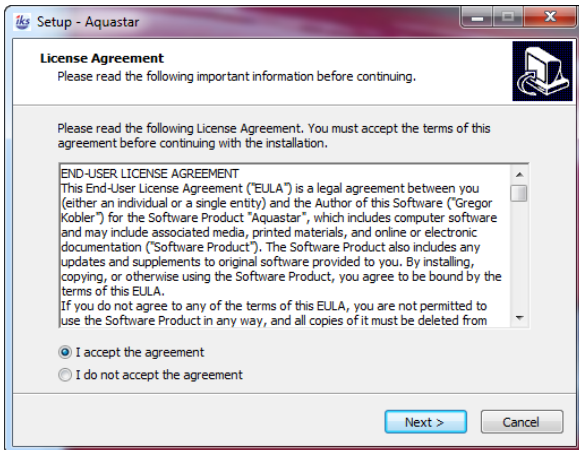 iks Setup - Aquastar
License Agreement
Please read the following important information before continuing.
Please read the following License Agreement. You must accept the terms of this
agreement before continuing with the installation.
END-USER LICENSE AGREEMENT
This End-User License Agreement ("EULA") is a legal agreement between you
(either an individual or a single entity) and the Author of this Software ("Gregor
Kobler") for the Software Product "Aquastar", which includes computer software
and may include associated media, printed materials, and online or electronic
documentation ("Software Product"). The Software Product also includes any
updates and supplements to original software provided to you. By installing,
copying, or otherwise using the Software Product, you agree to be bound by the
terms of this EULA.
If you do not agree to any of the terms of this EULA, you are not permitted to
use the Software Product in any way, and all copies of it must be deleted from
I accept the agreement
I do not accept the agreement
Next >
Cancel